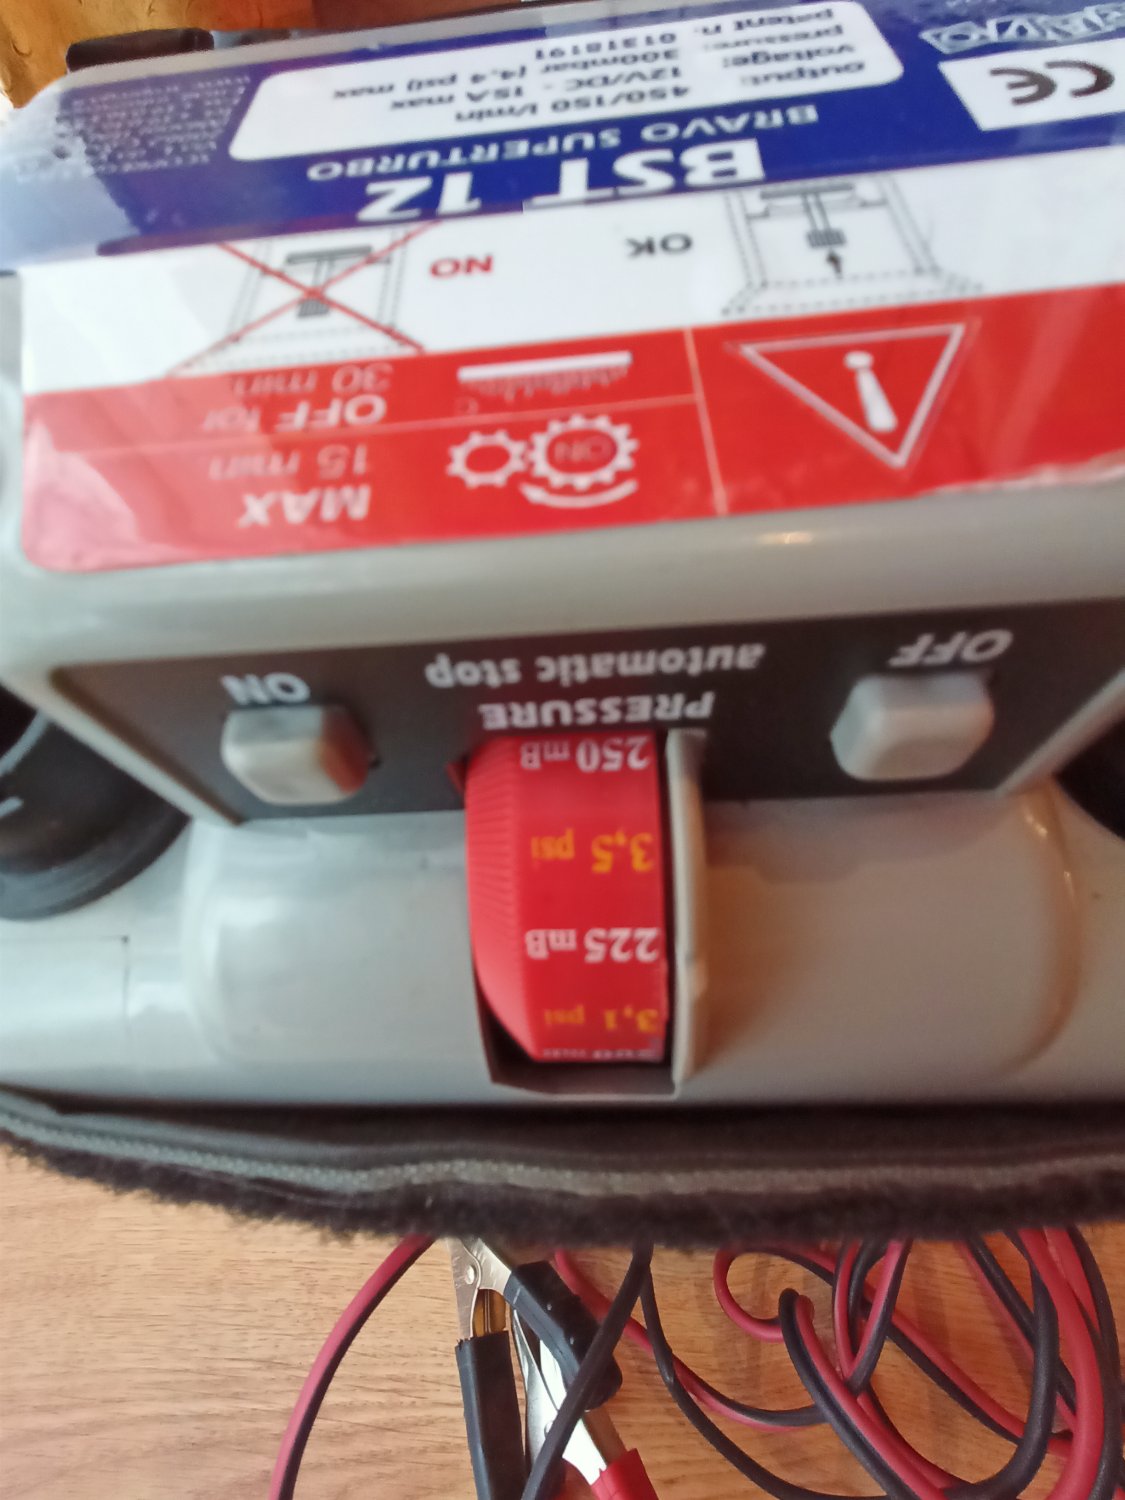 3,1 psi
225 mB
3,5 psi
250 mB
PRESSURE
automatic stop
OFF
ON
ON
MAX
15 min.
OFF for
30 min.
OK
NO
BST 12
BRAVO SUPERTURBO
output: 450/150 l/min
voltage: 12V/DC - 15A max
pressure: 300mbar (4.4 psi) max
patent n. 01318191
CE